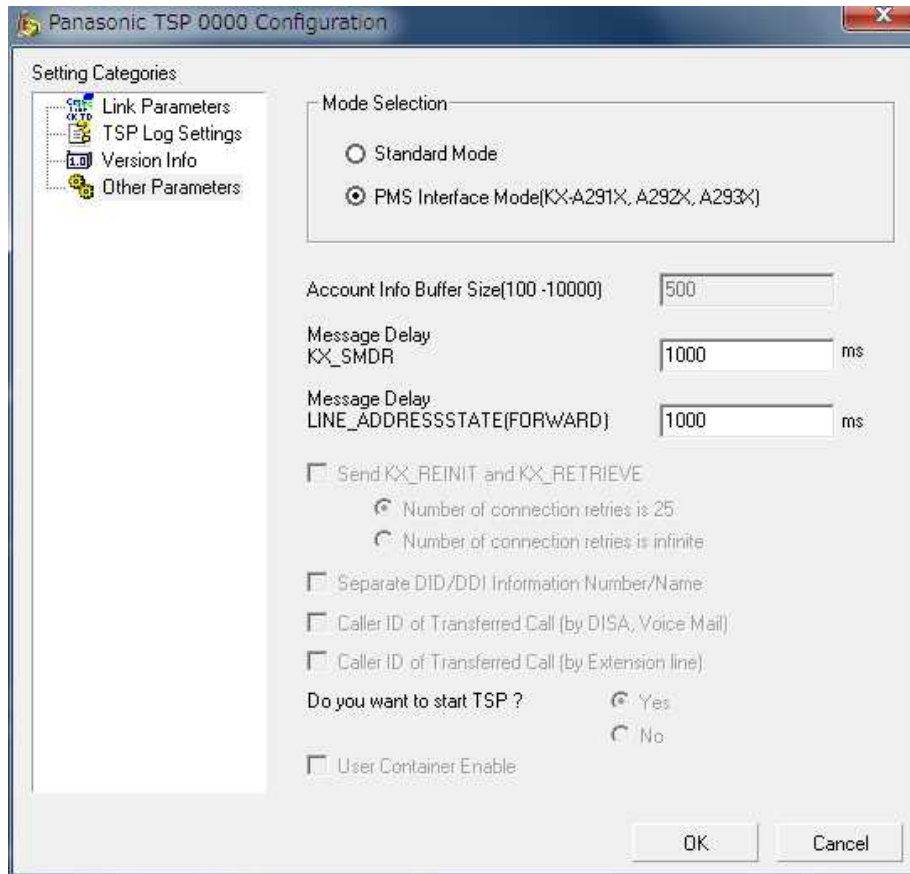 Panasonic TSP 0000 Configuration
Setting Categories
Link Parameters
TSP Log Settings
Version Info
Other Parameters
Mode Selection
Standard Mode
PMS Interface Mode(KX-A291X, A292X, A293X)
Account Info Buffer Size(100 -10000)
500
Message Delay
KX_SMDR
1000
ms
Message Delay
LINE_ADDRESSSTATE(FORWARD)
1000
ms
Send KX_REINIT and KX_RETRIEVE
Number of connection retries is 25
Number of connection retries is infinite
Separate DID/DDI Information Number/Name
Caller ID of Transferred Call (by DISA, Voice Mail)
Caller ID of Transferred Call (by Extension line)
Do you want to start TSP ?
Yes
No
User Container Enable
OK
Cancel